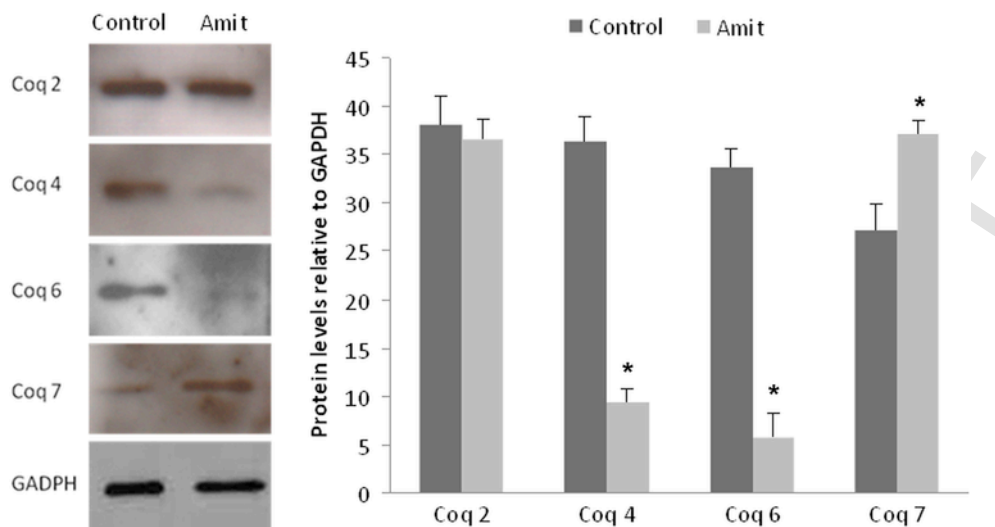 Control Amit
Coq 2
Coq 4
Coq 6
Coq 7
GADPH
Control Amit
Protein levels relative to GAPDH
45
40
35
30
25
20
15
10
5
0
*
*
*
Coq 2 Coq 4 Coq 6 Coq 7